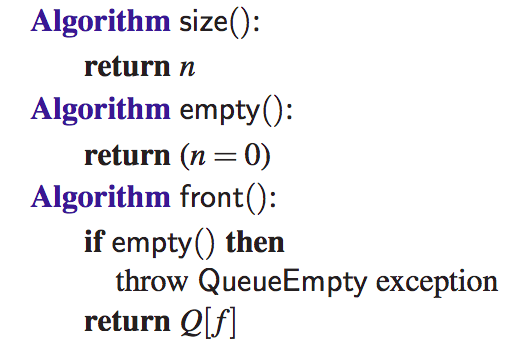 Algorithm size():
return n
Algorithm empty():
return (n = 0)
Algorithm front():
if empty() then
throw QueueEmpty exception
return Q[f]